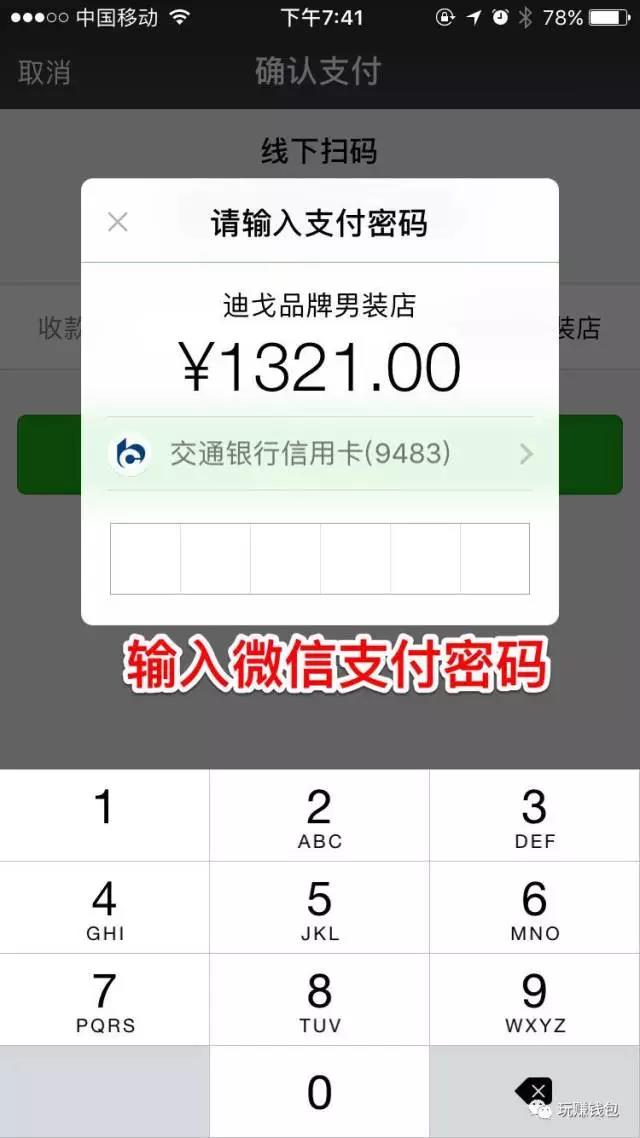 中国移动 下午7:41 78%
取消 确认支付
线下扫码
请输入支付密码
迪戈品牌男装店
¥1321.00
收款 装店
交通银行信用卡(9483)
输入微信支付密码
1 2 3
ABC DEF
4 5 6
GHI JKL MNO
7 8 9
PQRS TUV WXYZ
0
玩赚钱包